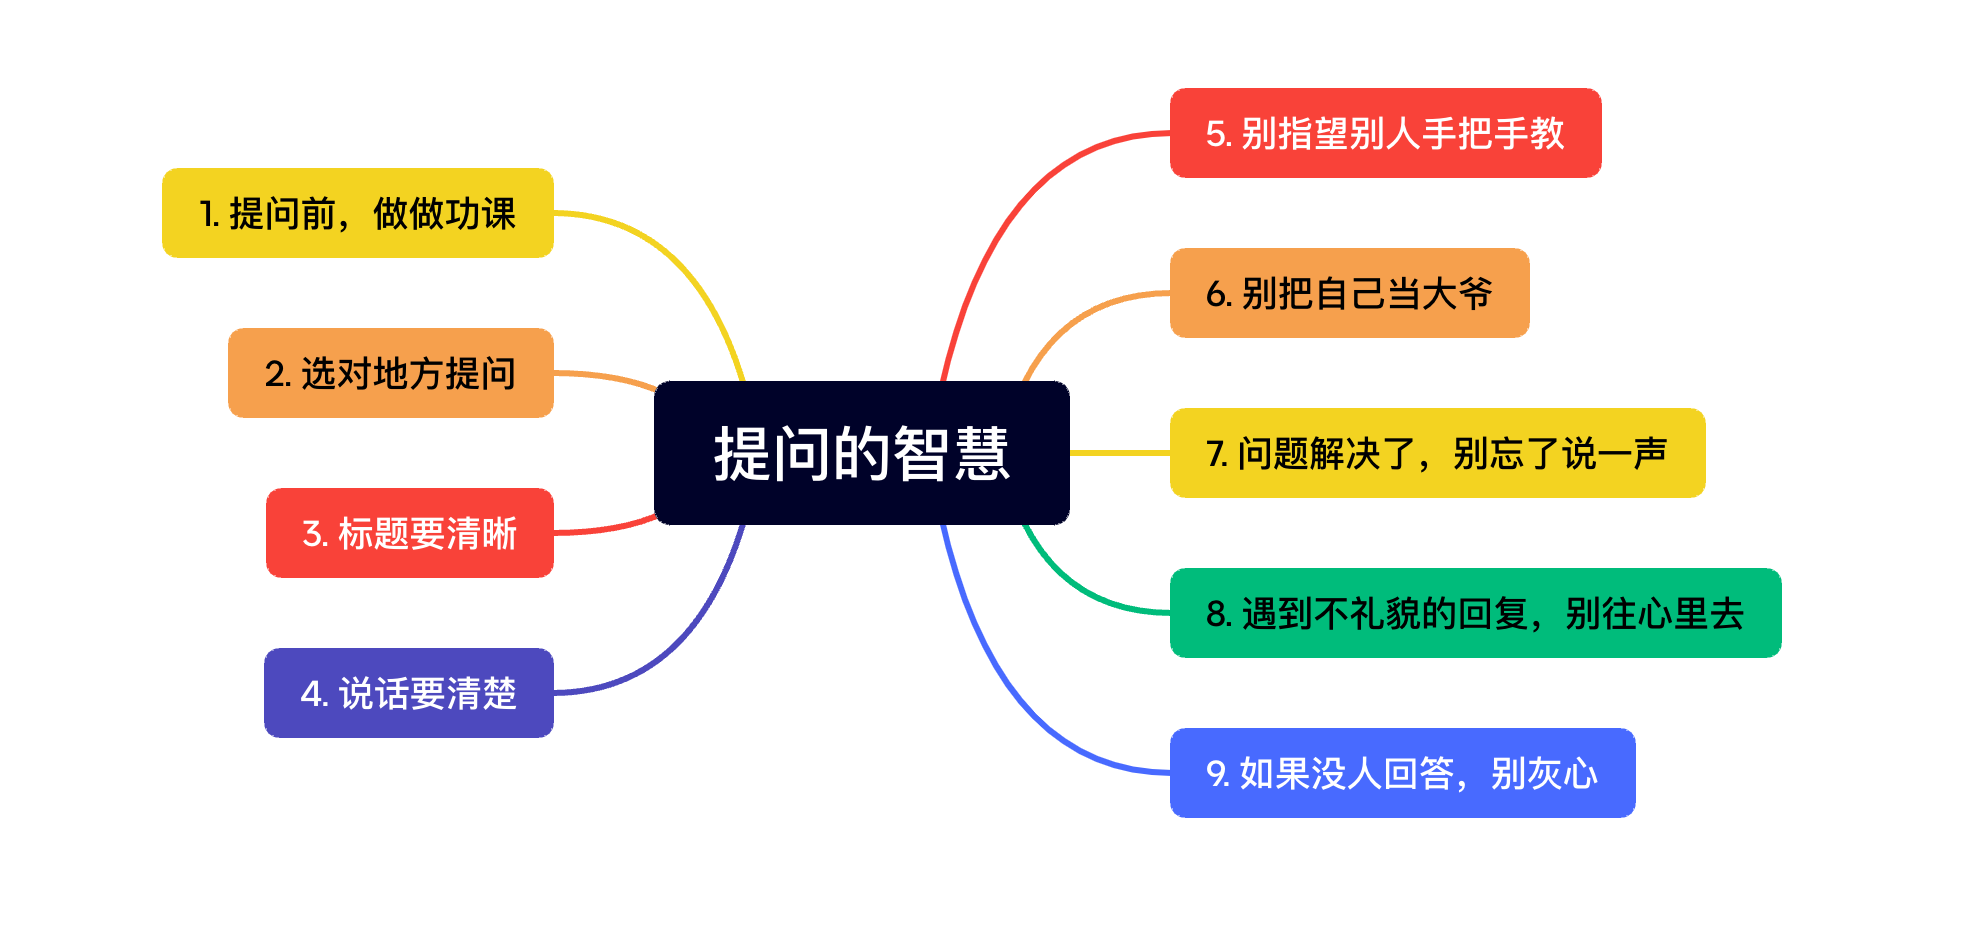 提问的智慧
1. 提问前，做做功课
2. 选对地方提问
3. 标题要清晰
4. 说话要清楚
5. 别指望别人手把手教
6. 别把自己当大爷
7. 问题解决了，别忘了说一声
8. 遇到不礼貌的回复，别往心里去
9. 如果没人回答，别灰心